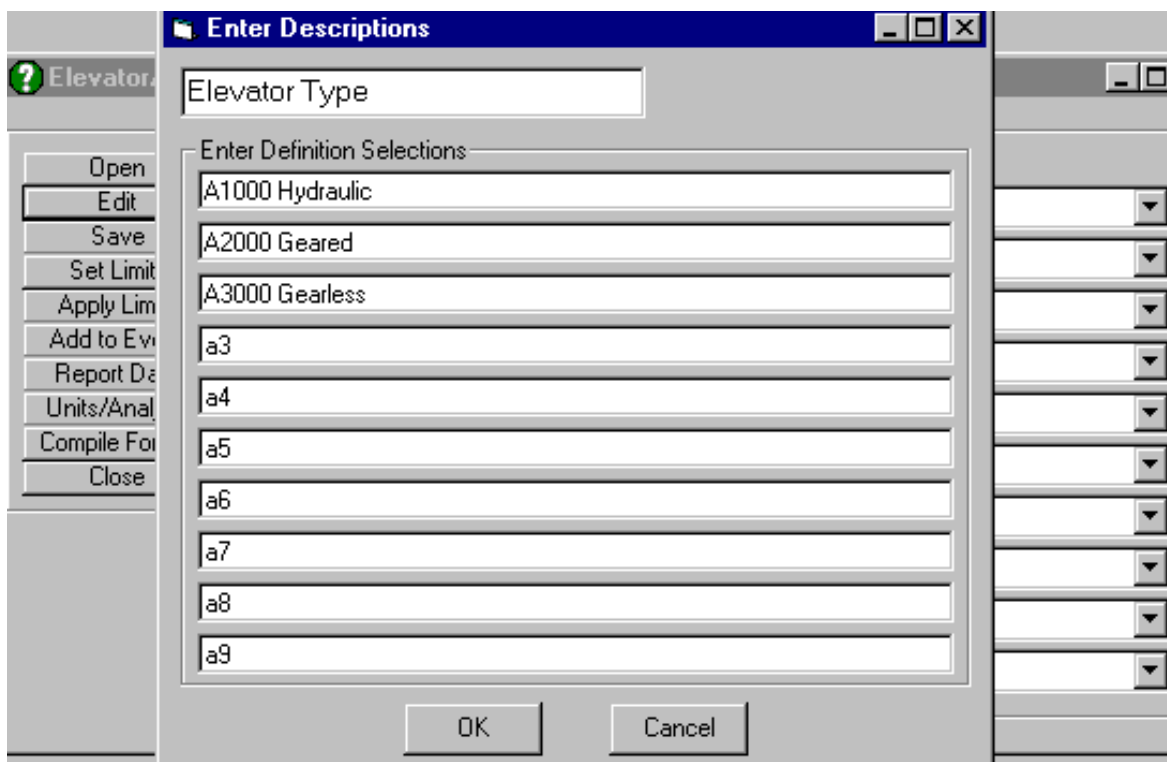 Enter Descriptions
Elevator
Elevator Type
Enter Definition Selections
Open
Edit
Save
Set Limit
Apply Lim
Add to Ev
Report Da
Units/Anal
Compile For
Close
A1000 Hydraulic
A2000 Geared
A3000 Gearless
a3
a4
a5
a6
a7
a8
a9
OK
Cancel